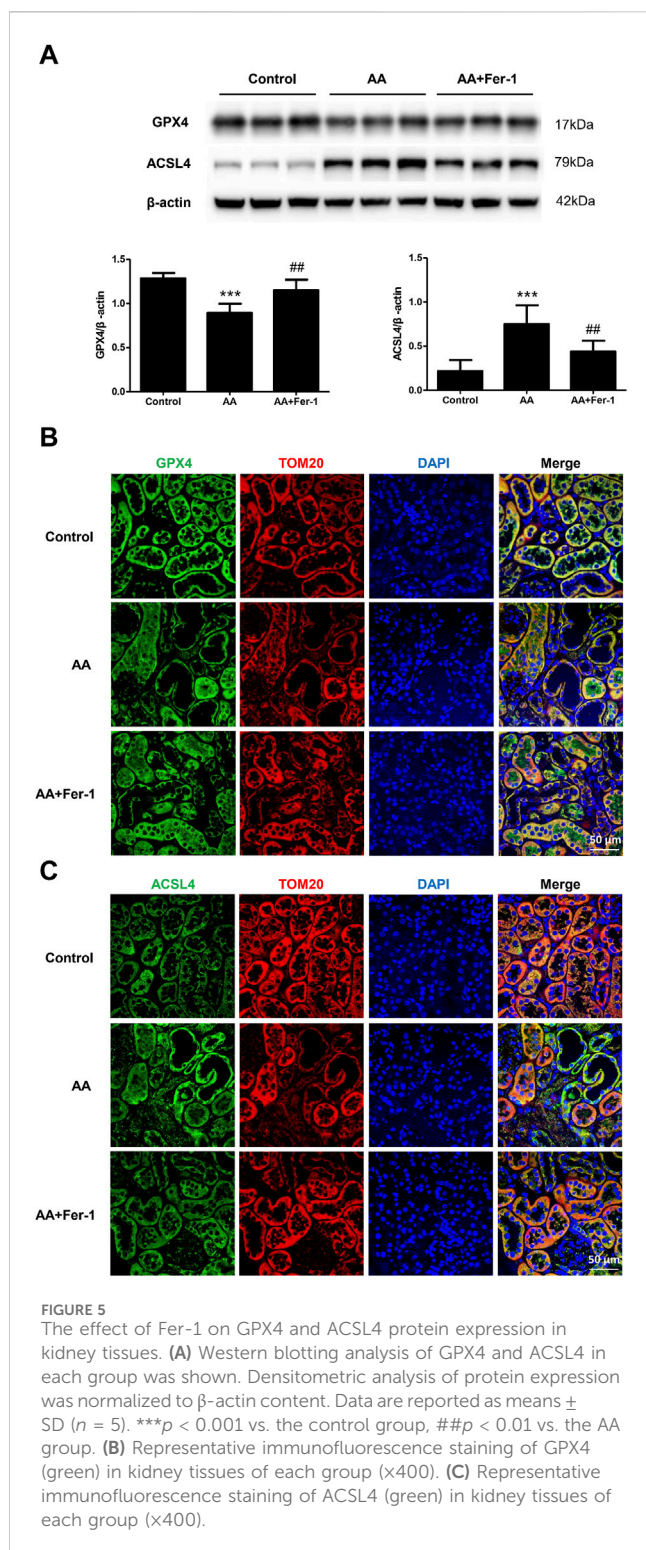 A
Control AA AA+Fer-1
GPX4 17kDa
ACSL4 79kDa
β-actin 42kDa
GPX4/β -actin
1.5
1.0
0.5
0.0
***
##
Control AA AA+Fer-1
ACSL4/β -actin
1.5
1.0
0.5
0.0
***
##
Control AA AA+Fer-1
B
GPX4 TOM20 DAPI Merge
Control
AA
AA+Fer-1
50 μm
C
ACSL4 TOM20 DAPI Merge
Control
AA
AA+Fer-1
50 μm
FIGURE 5
The effect of Fer-1 on GPX4 and ACSL4 protein expression in
kidney tissues. (A) Western blotting analysis of GPX4 and ACSL4 in
each group was shown. Densitometric analysis of protein expression
was normalized to β-actin content. Data are reported as means ±
SD (n = 5). ***p < 0.001 vs. the control group, ##p < 0.01 vs. the AA
group. (B) Representative immunofluorescence staining of GPX4
(green) in kidney tissues of each group (×400). (C) Representative
immunofluorescence staining of ACSL4 (green) in kidney tissues of
each group (×400).